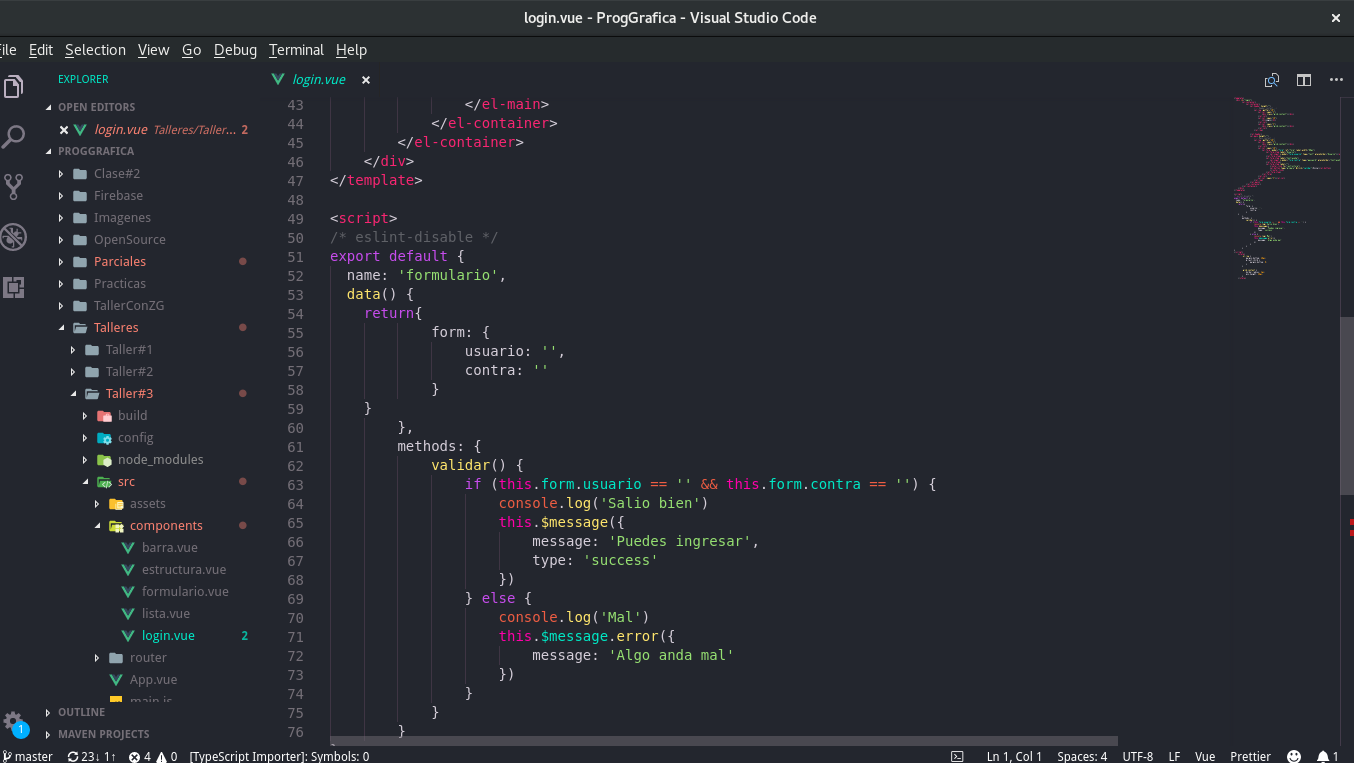 login.vue - ProgGrafica - Visual Studio Code
ile Edit Selection View Go Debug Terminal Help
EXPLORER
OPEN EDITORS
login.vue Talleres/Taller... 2
PROGGRAFICA
Clase#2
Firebase
Imagenes
OpenSource
Parciales
Practicas
TallerConZG
Talleres
Taller#1
Taller#2
Taller#3
build
config
node_modules
src
assets
components
barra.vue
estructura.vue
formulario.vue
lista.vue
login.vue 2
router
App.vue
main.js
OUTLINE
MAVEN PROJECTS
1
login.vue
43 </el-main>
44 </el-container>
45 </el-container>
46 </div>
47 </template>
48
49 <script>
50 /* eslint-disable */
51 export default {
52 name: 'formulario',
53 data() {
54 return{
55 form: {
56 usuario: '',
57 contra: ''
58 }
59 }
60 },
61 methods: {
62 validar() {
63 if (this.form.usuario == '' && this.form.contra == '') {
64 console.log('Salio bien')
65 this.$message({
66 message: 'Puedes ingresar',
67 type: 'success'
68 })
69 } else {
70 console.log('Mal')
71 this.$message.error({
72 message: 'Algo anda mal'
73 })
74 }
75 }
76 }
master 23↓ 1↑ 4 0 [TypeScript Importer]: Symbols: 0 Ln 1, Col 1 Spaces: 4 UTF-8 LF Vue Prettier 1